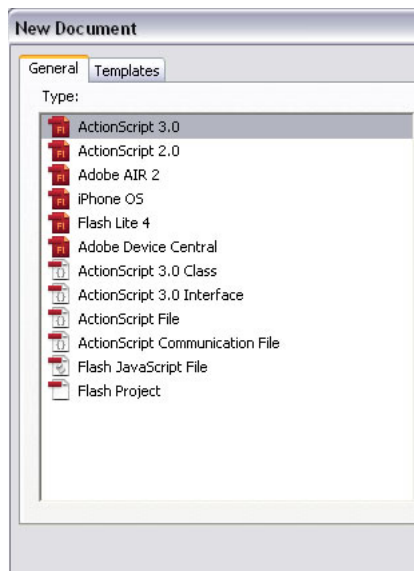 New Document
General Templates
Type:
ActionScript 3.0
ActionScript 2.0
Adobe AIR 2
iPhone OS
Flash Lite 4
Adobe Device Central
ActionScript 3.0 Class
ActionScript 3.0 Interface
ActionScript File
ActionScript Communication File
Flash JavaScript File
Flash Project